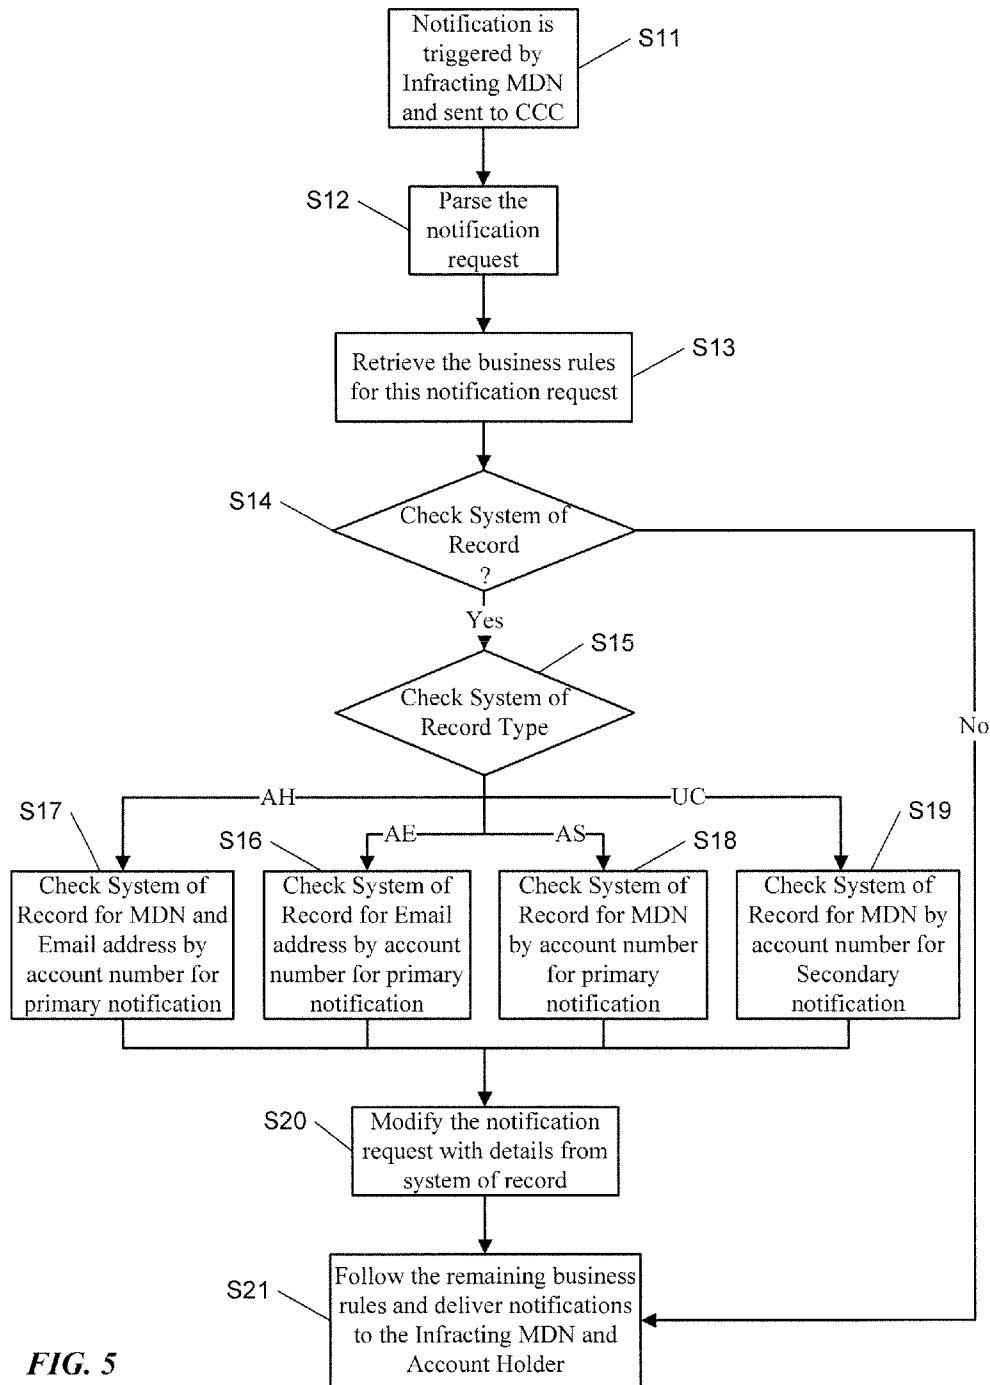 Notification is
triggered by
Infracting MDN
and sent to CCC
S11
S12
Parse the
notification
request
S13
Retrieve the business rules
for this notification request
S14
Check System of
Record
?
Yes
S15
Check System of
Record Type
No
AH
UC
AE
AS
S17
Check System of
Record for MDN and
Email address by
account number for
primary notification
S16
Check System of
Record for Email
address by account
number for primary
notification
S18
Check System of
Record for MDN
by account number
for primary
notification
S19
Check System of
Record for MDN by
account number for
Secondary
notification
S20
Modify the notification
request with details from
system of record
S21
Follow the remaining business
rules and deliver notifications
to the Infracting MDN and
Account Holder
FIG. 5